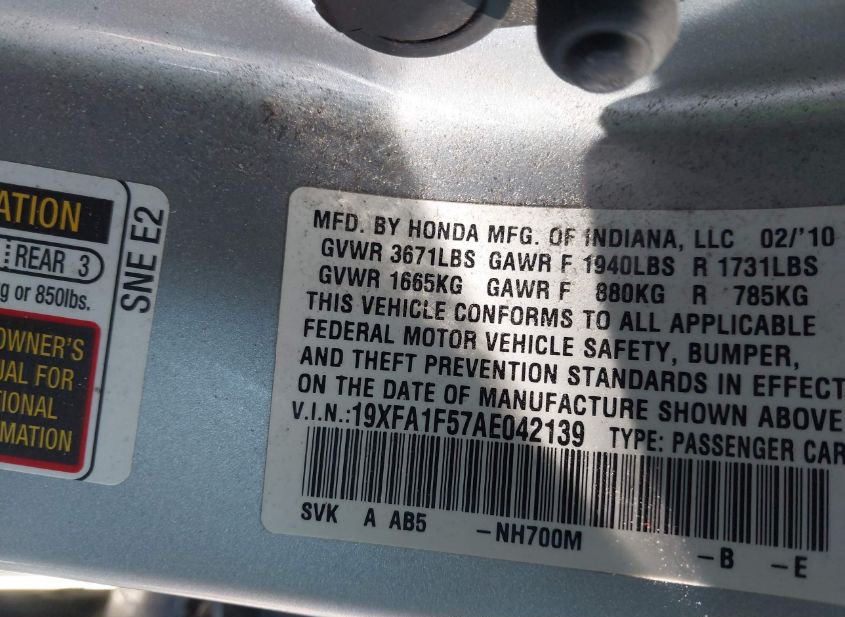 ATION
REAR 3
g or 850lbs.
OWNER'S
UAL FOR
TIONAL
RMATION
SNE E2
MFD. BY HONDA MFG. OF INDIANA, LLC 02/'10
GVWR 3671LBS GAWR F 1940LBS R 1731LBS
GVWR 1665KG GAWR F 880KG R 785KG
THIS VEHICLE CONFORMS TO ALL APPLICABLE
FEDERAL MOTOR VEHICLE SAFETY, BUMPER,
AND THEFT PREVENTION STANDARDS IN EFFECT
ON THE DATE OF MANUFACTURE SHOWN ABOVE
V.I.N.:19XFA1F57AE042139 TYPE: PASSENGER CAR
SVK A AB5 -NH700M -B -E